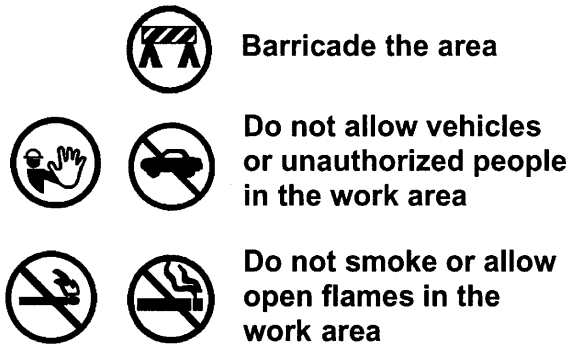 Barricade the area
Do not allow vehicles
or unauthorized people
in the work area
Do not smoke or allow
open flames in the
work area